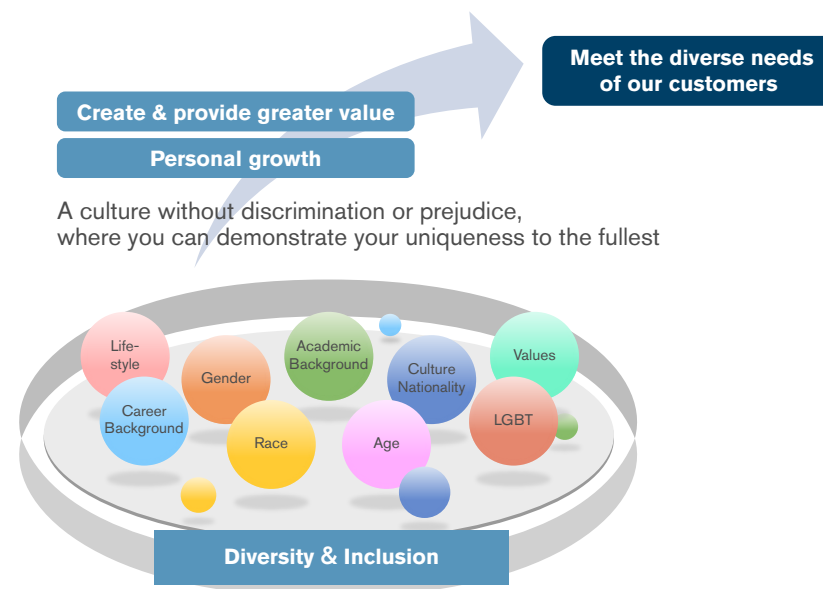 Meet the diverse needs
of our customers
Create & provide greater value
Personal growth
A culture without discrimination or prejudice,
where you can demonstrate your uniqueness to the fullest
Life-
style
Gender
Academic
Background
Culture
Nationality
Values
Career
Background
Race
Age
LGBT
Diversity & Inclusion